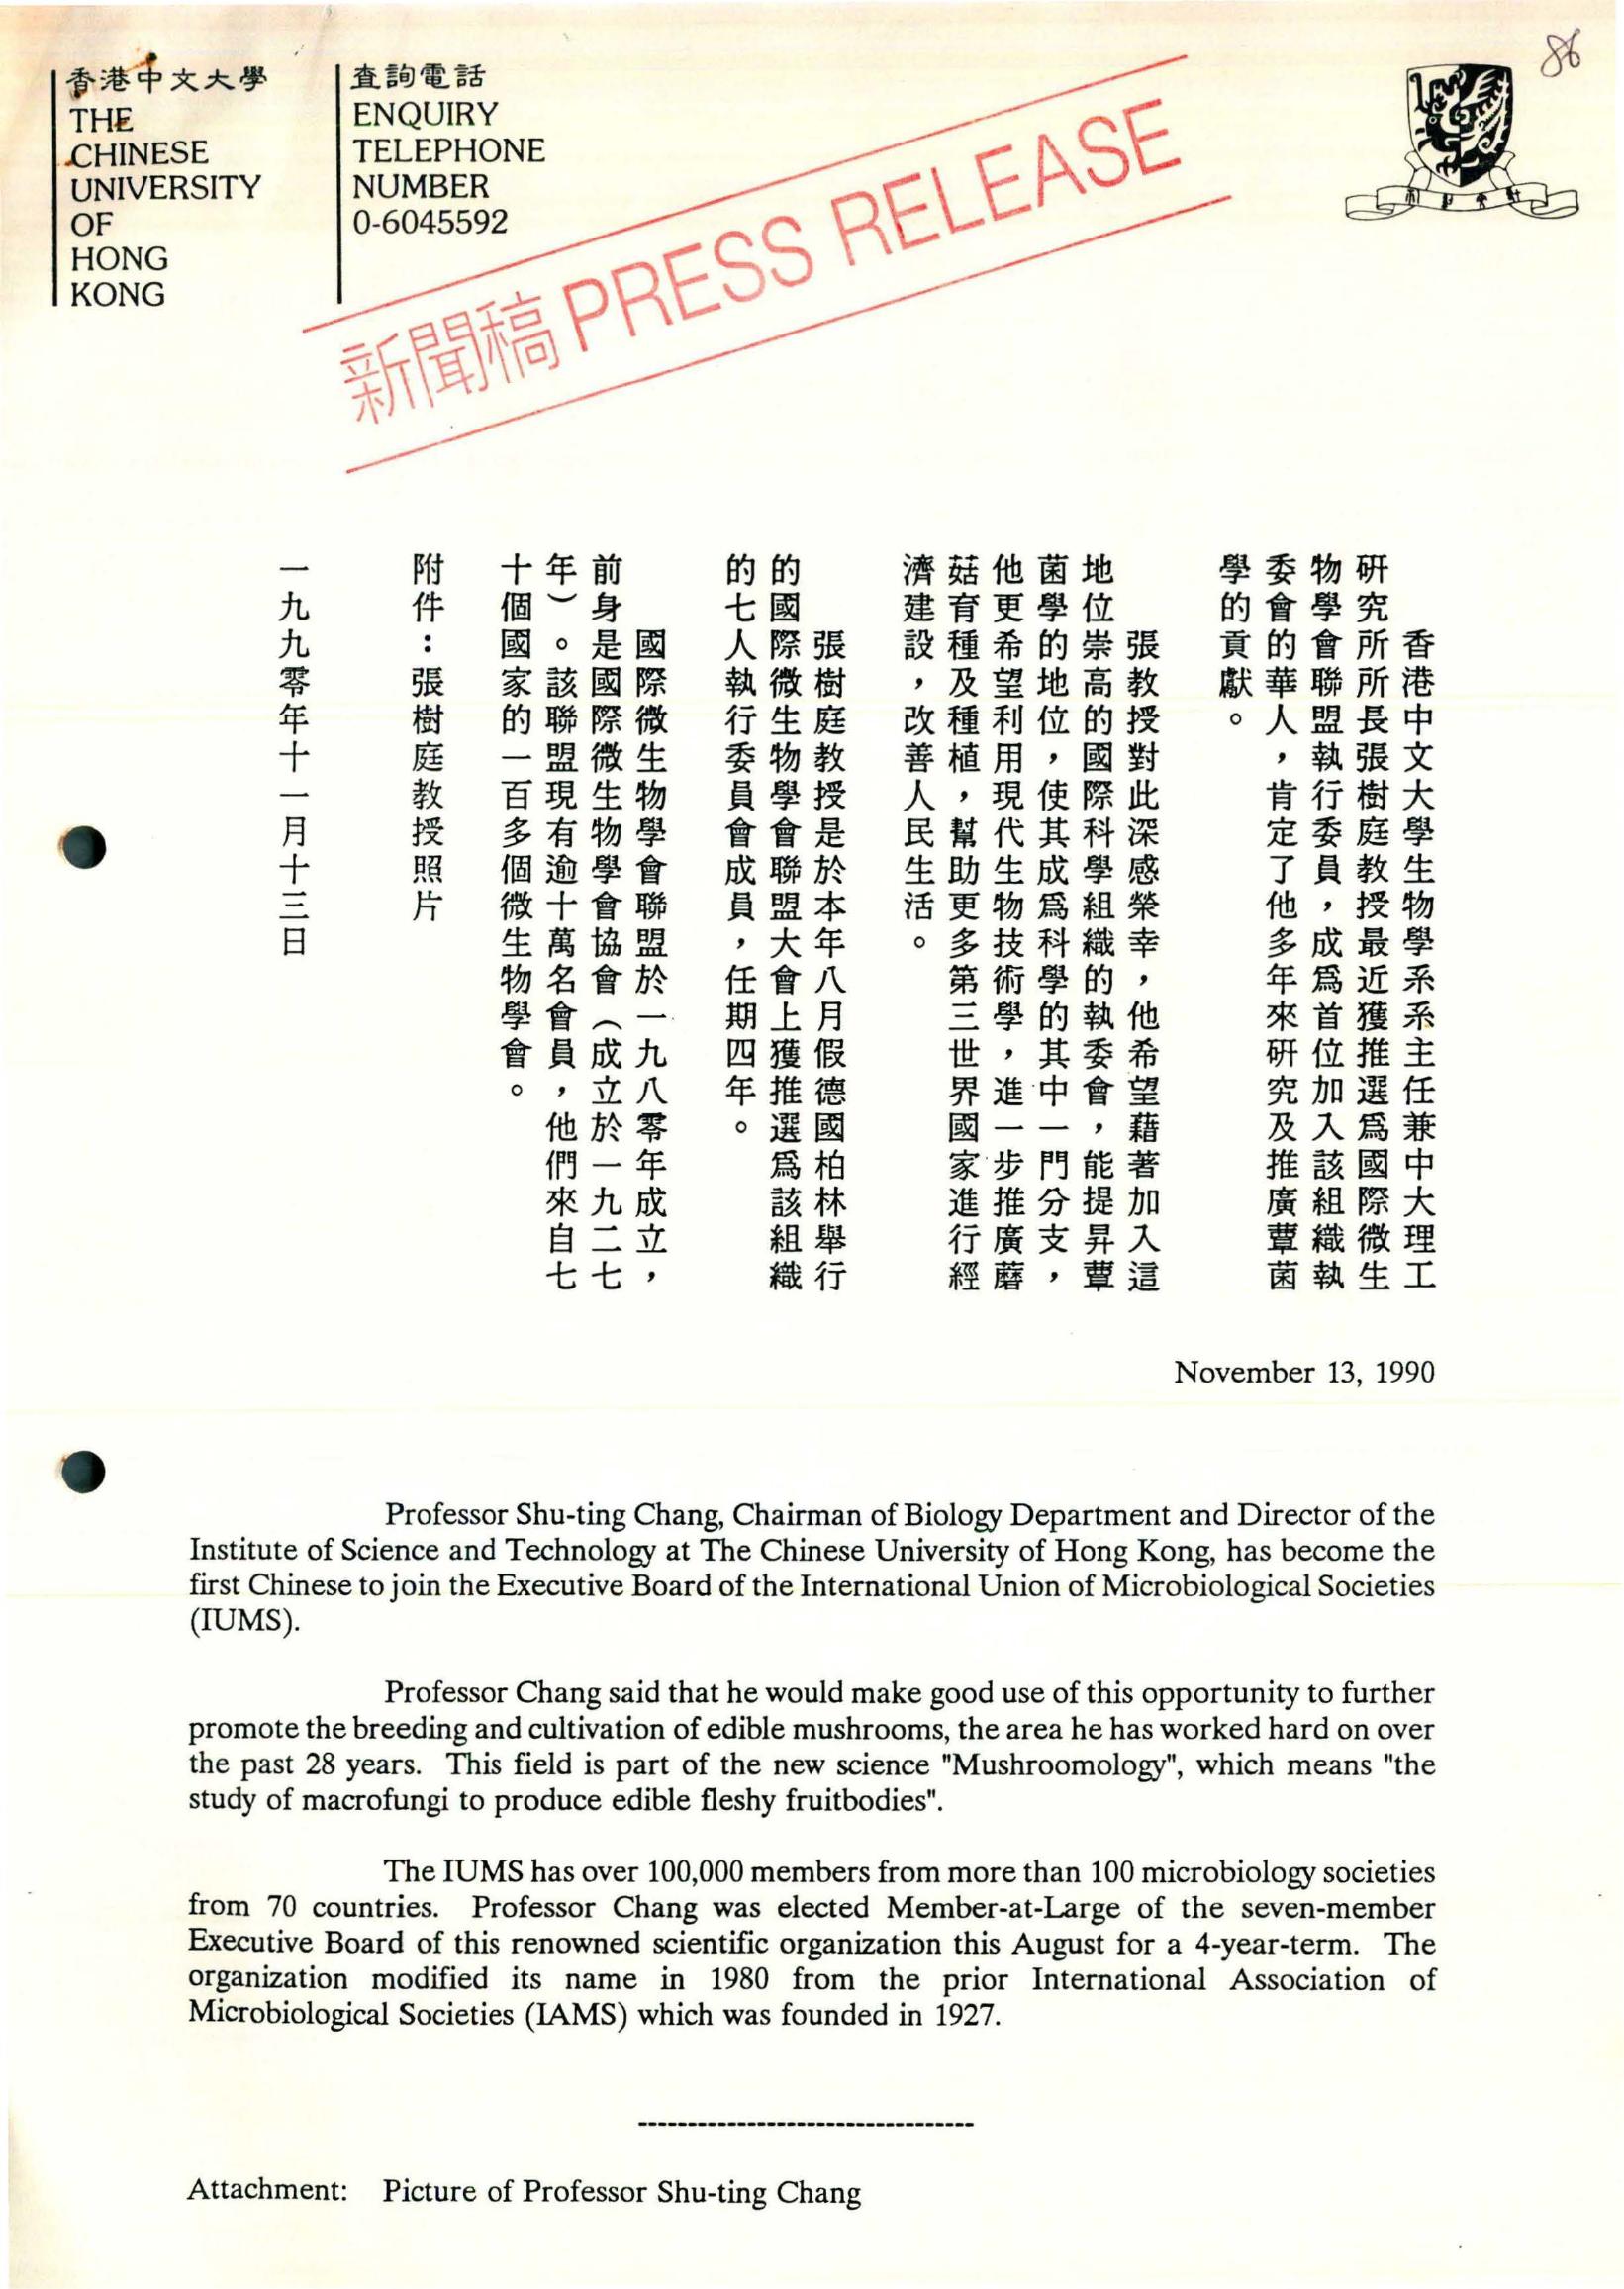 香港中文大學
THE
CHINESE
UNIVERSITY
OF
HONG
KONG
查詢電話
ENQUIRY
TELEPHONE
NUMBER
0-6045592
86
新聞稿 PRESS RELEASE
香港中文大學生物學系系主任兼中大理工
研究所所長張樹庭教授最近獲推選爲國際微生
物學會聯盟執行委員，成爲首位加入該組織執
委會的華人，肯定了他多年來研究及推廣蕈菌
學的貢獻。
張教授對此深感榮幸，他希望藉著加入這
地位崇高的國際科學組織的執委會，能提昇蕈
菌學的地位，使其成爲科學的其中一門分支，
他更希望利用現代生物技術學，進一步推廣蘑
菇育種及種植，幫助更多第三世界國家進行經
濟建設，改善人民生活。
張樹庭教授是於本年八月假德國柏林舉行
的國際微生物學會聯盟大會上獲推選爲該組織
的七人執行委員會成員，任期四年。
國際微生物學會聯盟於一九八零年成立，
前身是國際微生物學會協會（成立於一九二七
年）。該聯盟現有逾十萬名會員，他們來自七
十個國家的一百多個微生物學會。
附件：張樹庭教授照片
一九九零年十一月十三日
November 13, 1990
Professor Shu-ting Chang, Chairman of Biology Department and Director of the
Institute of Science and Technology at The Chinese University of Hong Kong, has become the
first Chinese to join the Executive Board of the International Union of Microbiological Societies
(IUMS).
Professor Chang said that he would make good use of this opportunity to further
promote the breeding and cultivation of edible mushrooms, the area he has worked hard on over
the past 28 years. This field is part of the new science "Mushroomology", which means "the
study of macrofungi to produce edible fleshy fruitbodies".
The IUMS has over 100,000 members from more than 100 microbiology societies
from 70 countries. Professor Chang was elected Member-at-Large of the seven-member
Executive Board of this renowned scientific organization this August for a 4-year-term. The
organization modified its name in 1980 from the prior International Association of
Microbiological Societies (IAMS) which was founded in 1927.
----------------------------------
Attachment: Picture of Professor Shu-ting Chang